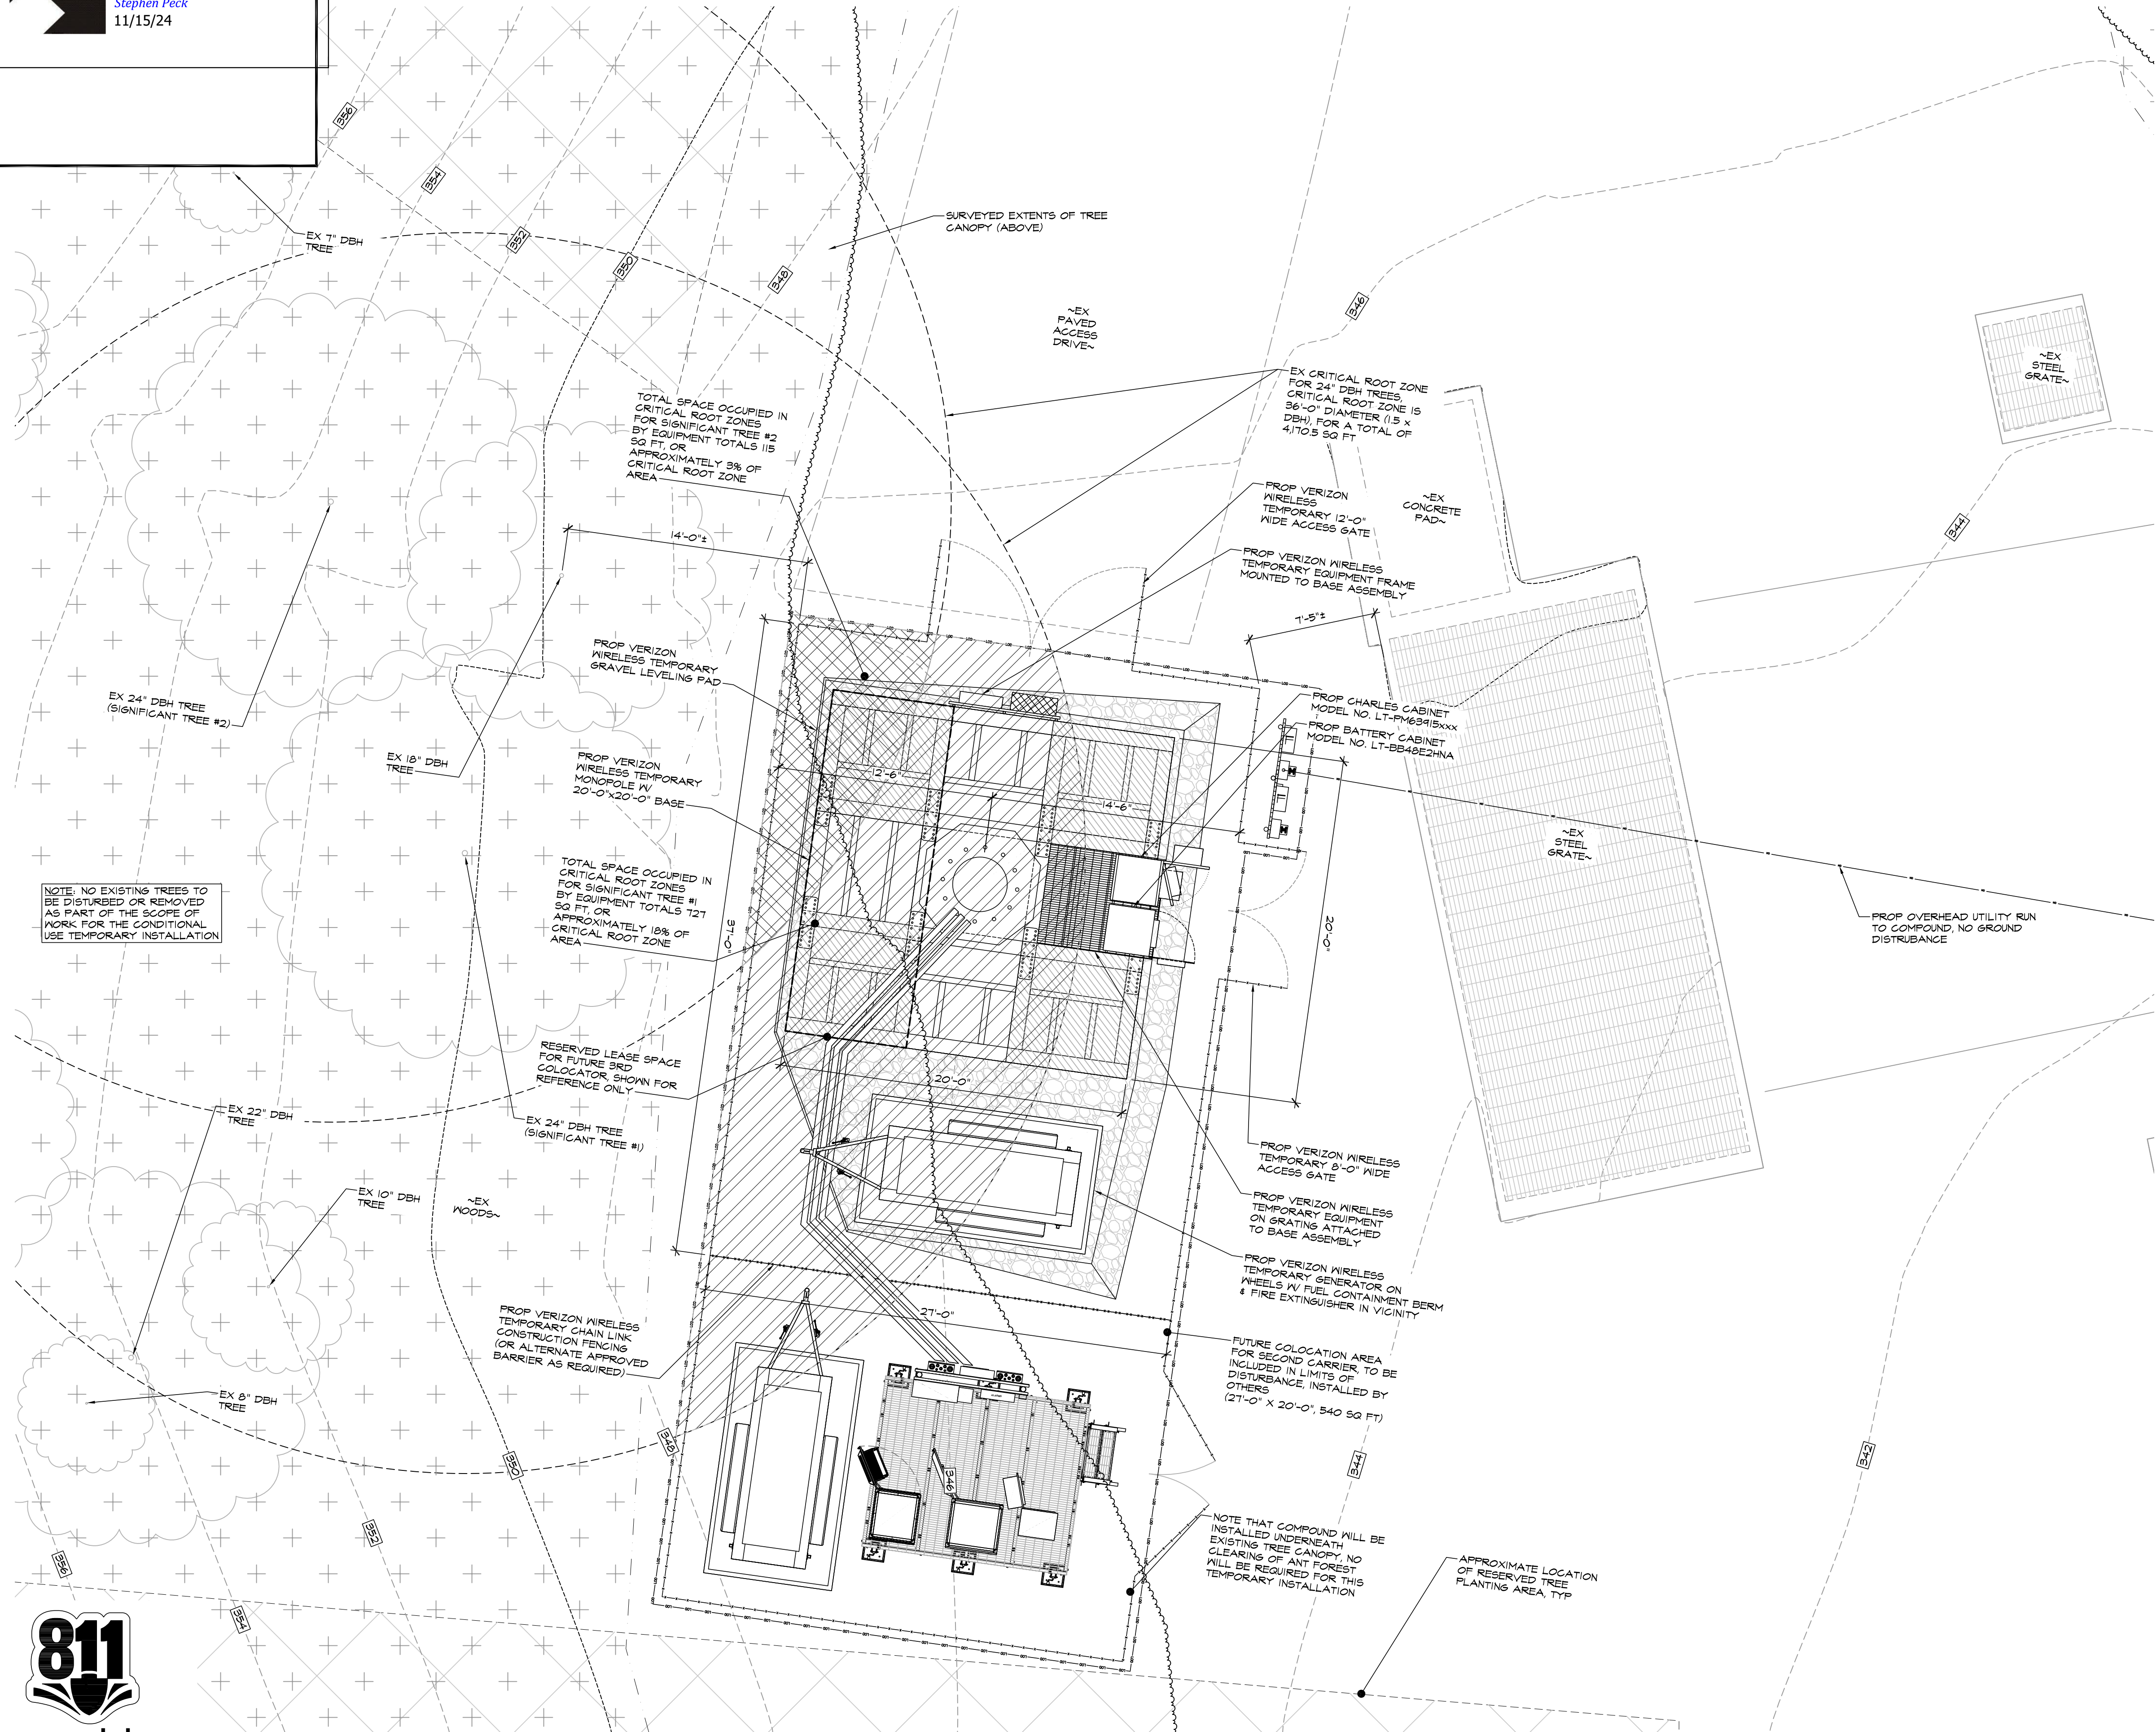 Stephen Peck
11/15/24
356
354
352
350
348
EX 7" DBH
TREE
SURVEYED EXTENTS OF TREE
CANOPY (ABOVE)
~EX
PAVED
ACCESS
DRIVE~
346
~EX
STEEL
GRATE~
TOTAL SPACE OCCUPIED IN
CRITICAL ROOT ZONES
FOR SIGNIFICANT TREE #2
BY EQUIPMENT TOTALS 115
SQ FT, OR
APPROXIMATELY 3% OF
CRITICAL ROOT ZONE
AREA
EX CRITICAL ROOT ZONE
FOR 24" DBH TREES,
CRITICAL ROOT ZONE IS
36'-0" DIAMETER (1.5 x
DBH), FOR A TOTAL OF
4,170.5 SQ FT
PROP VERIZON
WIRELESS
TEMPORARY 12'-0"
WIDE ACCESS GATE
~EX
CONCRETE
PAD~
344
14'-0"±
PROP VERIZON WIRELESS
TEMPORARY EQUIPMENT FRAME
MOUNTED TO BASE ASSEMBLY
7'-5"±
PROP VERIZON
WIRELESS TEMPORARY
GRAVEL LEVELING PAD
EX 24" DBH TREE
(SIGNIFICANT TREE #2)
PROP CHARLES CABINET
MODEL NO. LT-PM63915XXX
PROP BATTERY CABINET
MODEL NO. LT-BB48E2HNA
EX 18" DBH
TREE
PROP VERIZON
WIRELESS TEMPORARY
MONOPOLE W/
20'-0"x20'-0" BASE
12'-6"
14'-6"
~EX
STEEL
GRATE~
TOTAL SPACE OCCUPIED IN
CRITICAL ROOT ZONES
FOR SIGNIFICANT TREE #1
BY EQUIPMENT TOTALS 727
SQ FT, OR
APPROXIMATELY 18% OF
CRITICAL ROOT ZONE
AREA
NOTE: NO EXISTING TREES TO
BE DISTURBED OR REMOVED
AS PART OF THE SCOPE OF
WORK FOR THE CONDITIONAL
USE TEMPORARY INSTALLATION
37'-0"
20'-0"
PROP OVERHEAD UTILITY RUN
TO COMPOUND, NO GROUND
DISTRUBANCE
RESERVED LEASE SPACE
FOR FUTURE 3RD
COLOCATOR, SHOWN FOR
REFERENCE ONLY
20'-0"
EX 22" DBH
TREE
EX 24" DBH TREE
(SIGNIFICANT TREE #1)
PROP VERIZON WIRELESS
TEMPORARY 8'-0" WIDE
ACCESS GATE
EX 10" DBH
TREE
~EX
WOODS~
PROP VERIZON WIRELESS
TEMPORARY EQUIPMENT
ON GRATING ATTACHED
TO BASE ASSEMBLY
PROP VERIZON WIRELESS
TEMPORARY GENERATOR ON
WHEELS W/ FUEL CONTAINMENT BERM
& FIRE EXTINGUISHER IN VICINITY
PROP VERIZON WIRELESS
TEMPORARY CHAIN LINK
CONSTRUCTION FENCING
(OR ALTERNATE APPROVED
BARRIER AS REQUIRED)
27'-0"
FUTURE COLOCATION AREA
FOR SECOND CARRIER, TO BE
INCLUDED IN LIMITS OF
DISTURBANCE, INSTALLED BY
OTHERS
(27'-0" X 20'-0", 540 SQ FT)
EX 8" DBH
TREE
348
350
346
344
342
NOTE THAT COMPOUND WILL BE
INSTALLED UNDERNEATH
EXISTING TREE CANOPY, NO
CLEARING OF ANT FOREST
WILL BE REQUIRED FOR THIS
TEMPORARY INSTALLATION
APPROXIMATE LOCATION
OF RESERVED TREE
PLANTING AREA, TYP
352
356
354
811